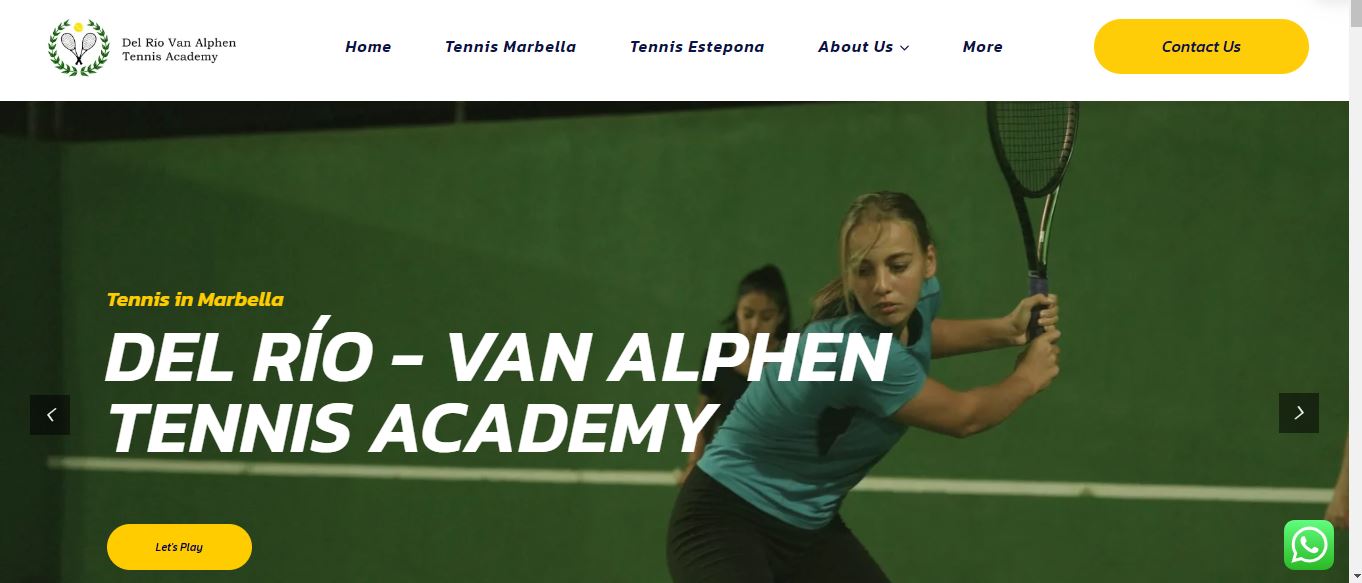 Del Río Van Alphen
Tennis Academy
Home
Tennis Marbella
Tennis Estepona
About Us
More
Contact Us
Tennis in Marbella
DEL RÍO - VAN ALPHEN
TENNIS ACADEMY
Let's Play